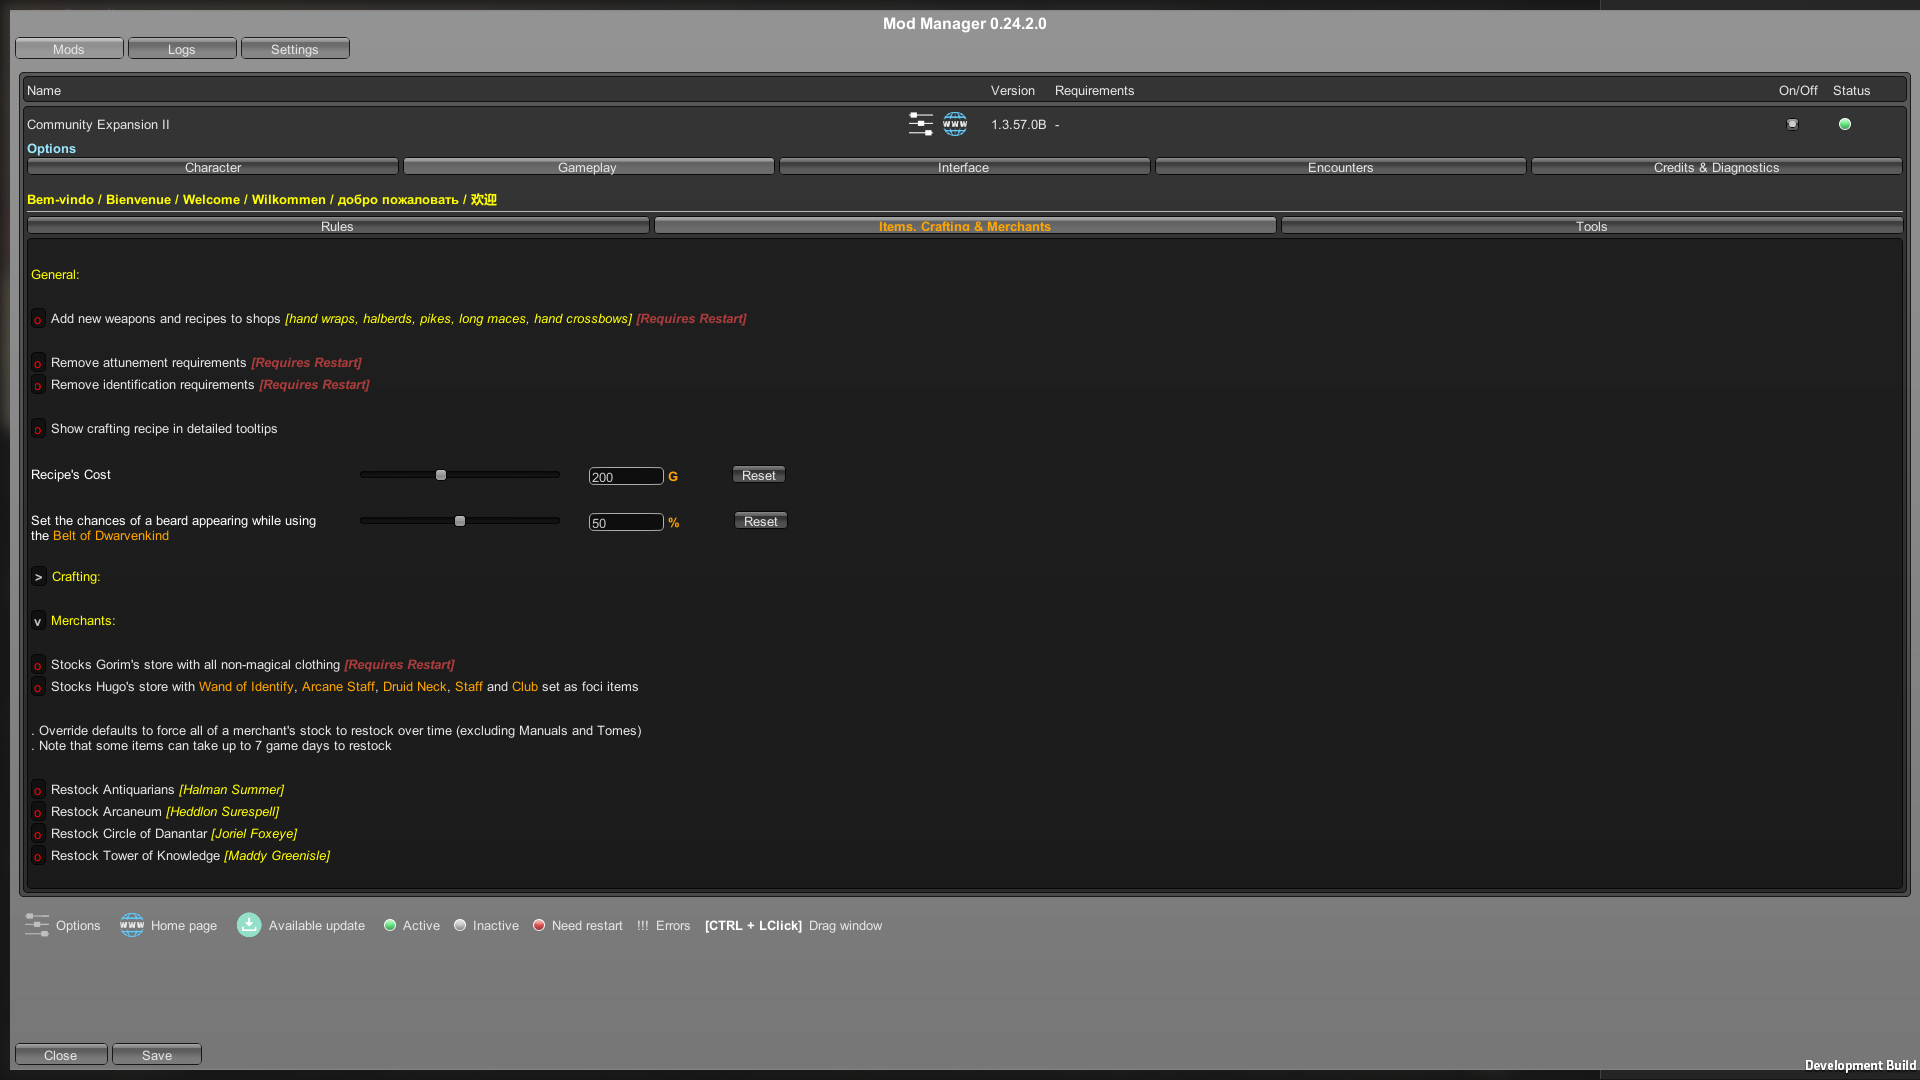 Mod Manager 0.24.2.0
Mods Logs Settings
Name Version Requirements On/Off Status
Community Expansion II www 1.3.57.0B -
Options
Character Gameplay Interface Encounters Credits & Diagnostics
Bem-vindo / Bienvenue / Welcome / Wilkommen / добро пожаловать / 欢迎
Rules Items, Crafting & Merchants Tools
General:
o Add new weapons and recipes to shops [hand wraps, halberds, pikes, long maces, hand crossbows] [Requires Restart]
o Remove attunement requirements [Requires Restart]
o Remove identification requirements [Requires Restart]
o Show crafting recipe in detailed tooltips
Recipe's Cost 200 G Reset
Set the chances of a beard appearing while using
the Belt of Dwarvenkind 50 % Reset
> Crafting:
v Merchants:
o Stocks Gorim's store with all non-magical clothing [Requires Restart]
o Stocks Hugo's store with Wand of Identify, Arcane Staff, Druid Neck, Staff and Club set as foci items
. Override defaults to force all of a merchant's stock to restock over time (excluding Manuals and Tomes)
. Note that some items can take up to 7 game days to restock
o Restock Antiquarians [Halman Summer]
o Restock Arcaneum [Heddlon Surespell]
o Restock Circle of Danantar [Joriel Foxeye]
o Restock Tower of Knowledge [Maddy Greenisle]
Options www Home page Available update Active Inactive Need restart !!! Errors [CTRL + LClick] Drag window
Close Save
Development Build